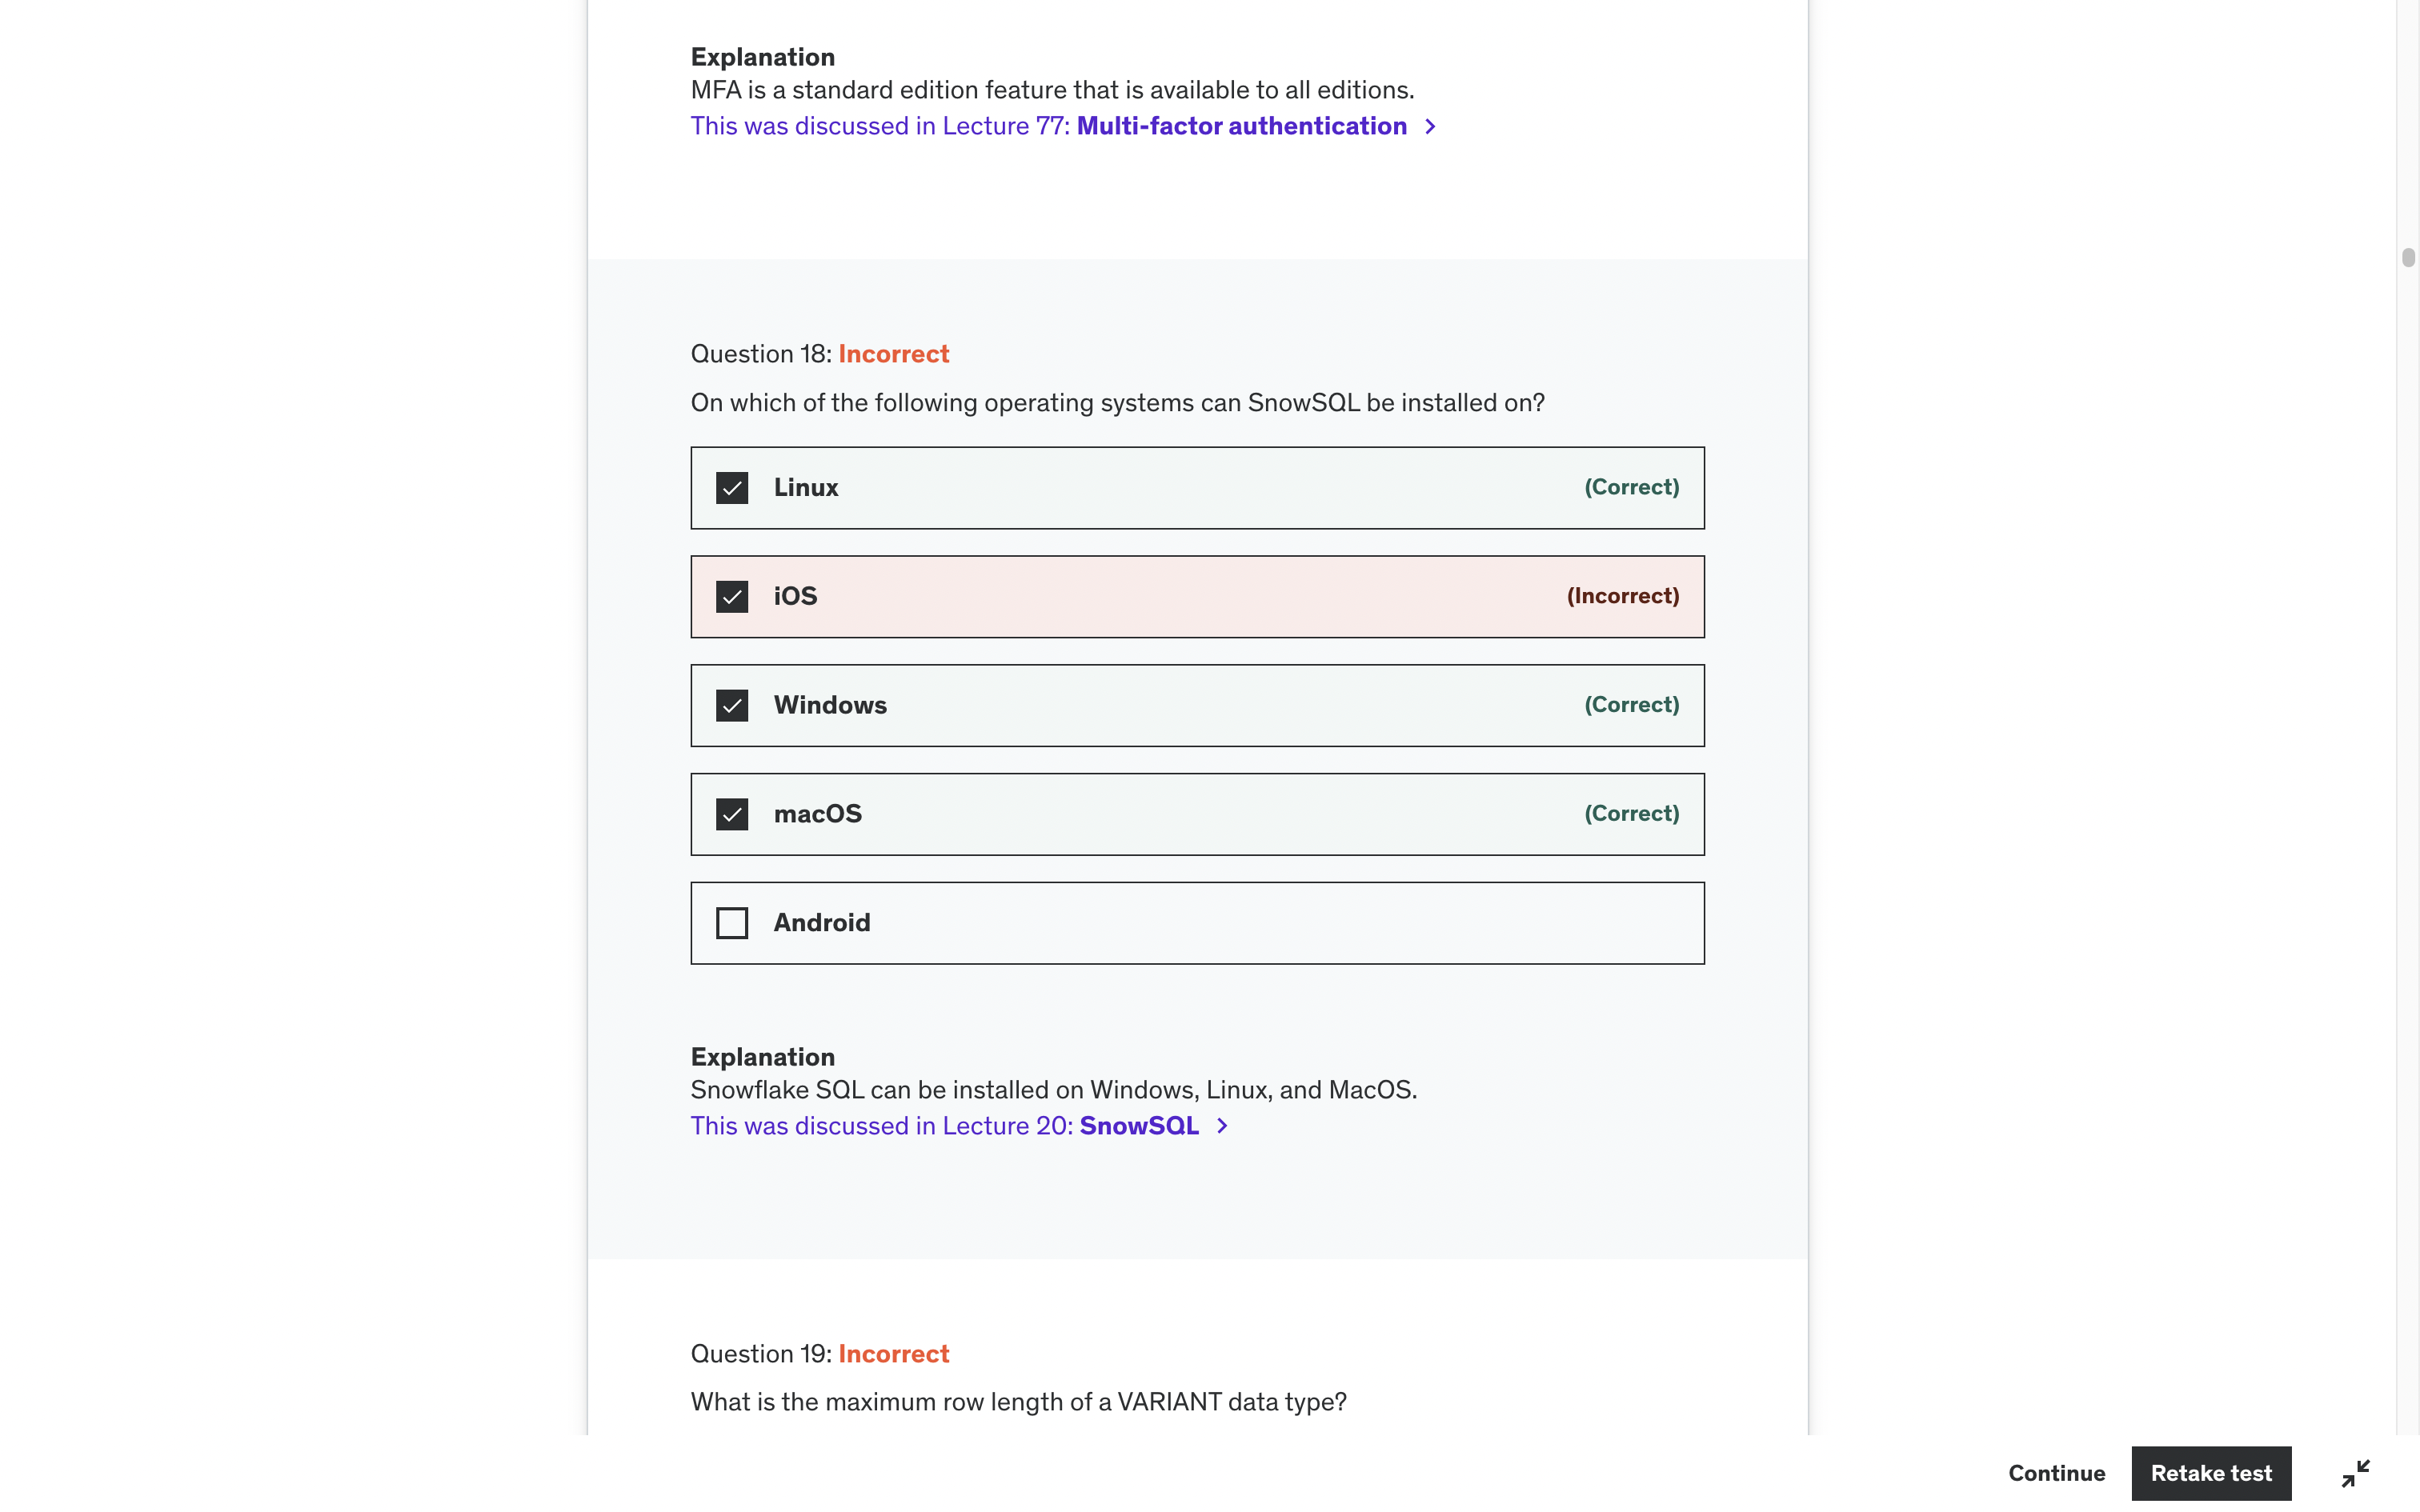 Explanation
MFA is a standard edition feature that is available to all editions.
This was discussed in Lecture 77: Multi-factor authentication
Question 18: Incorrect
On which of the following operating systems can SnowSQL be installed on?
Linux (Correct)
iOS (Incorrect)
Windows (Correct)
macOS (Correct)
Android
Explanation
Snowflake SQL can be installed on Windows, Linux, and MacOS.
This was discussed in Lecture 20: SnowSQL
Question 19: Incorrect
What is the maximum row length of a VARIANT data type?
Continue Retake test